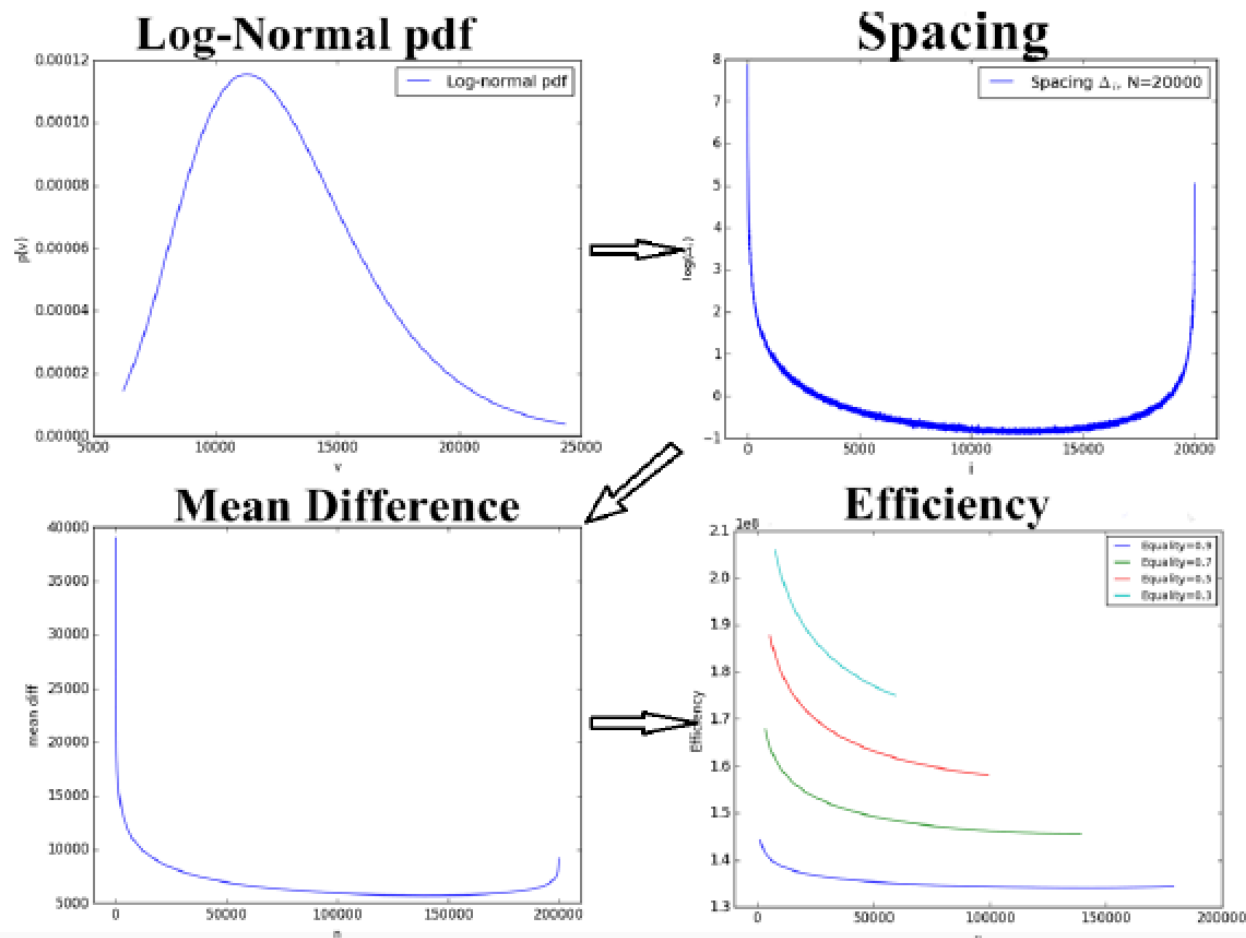 Log-Normal pdf
0.00012
0.00010
0.00008
0.00006
0.00004
0.00002
0.00000
p(v)
Log-normal pdf
5000 10000 15000 20000 25000
v
Spacing
8
7
6
5
4
3
2
1
0
−1
log(Δᵢ)
Spacing Δᵢ, N=20000
0 5000 10000 15000 20000
i
Mean Difference
40000
35000
30000
25000
20000
15000
10000
5000
mean diff
0 50000 100000 150000 200000
Efficiency
2.1
2.0
1.9
1.8
1.7
1.6
1.5
1.4
1.3
Efficiency
Equality=0.9
Equality=0.7
Equality=0.5
Equality=0.3
0 50000 100000 150000 200000